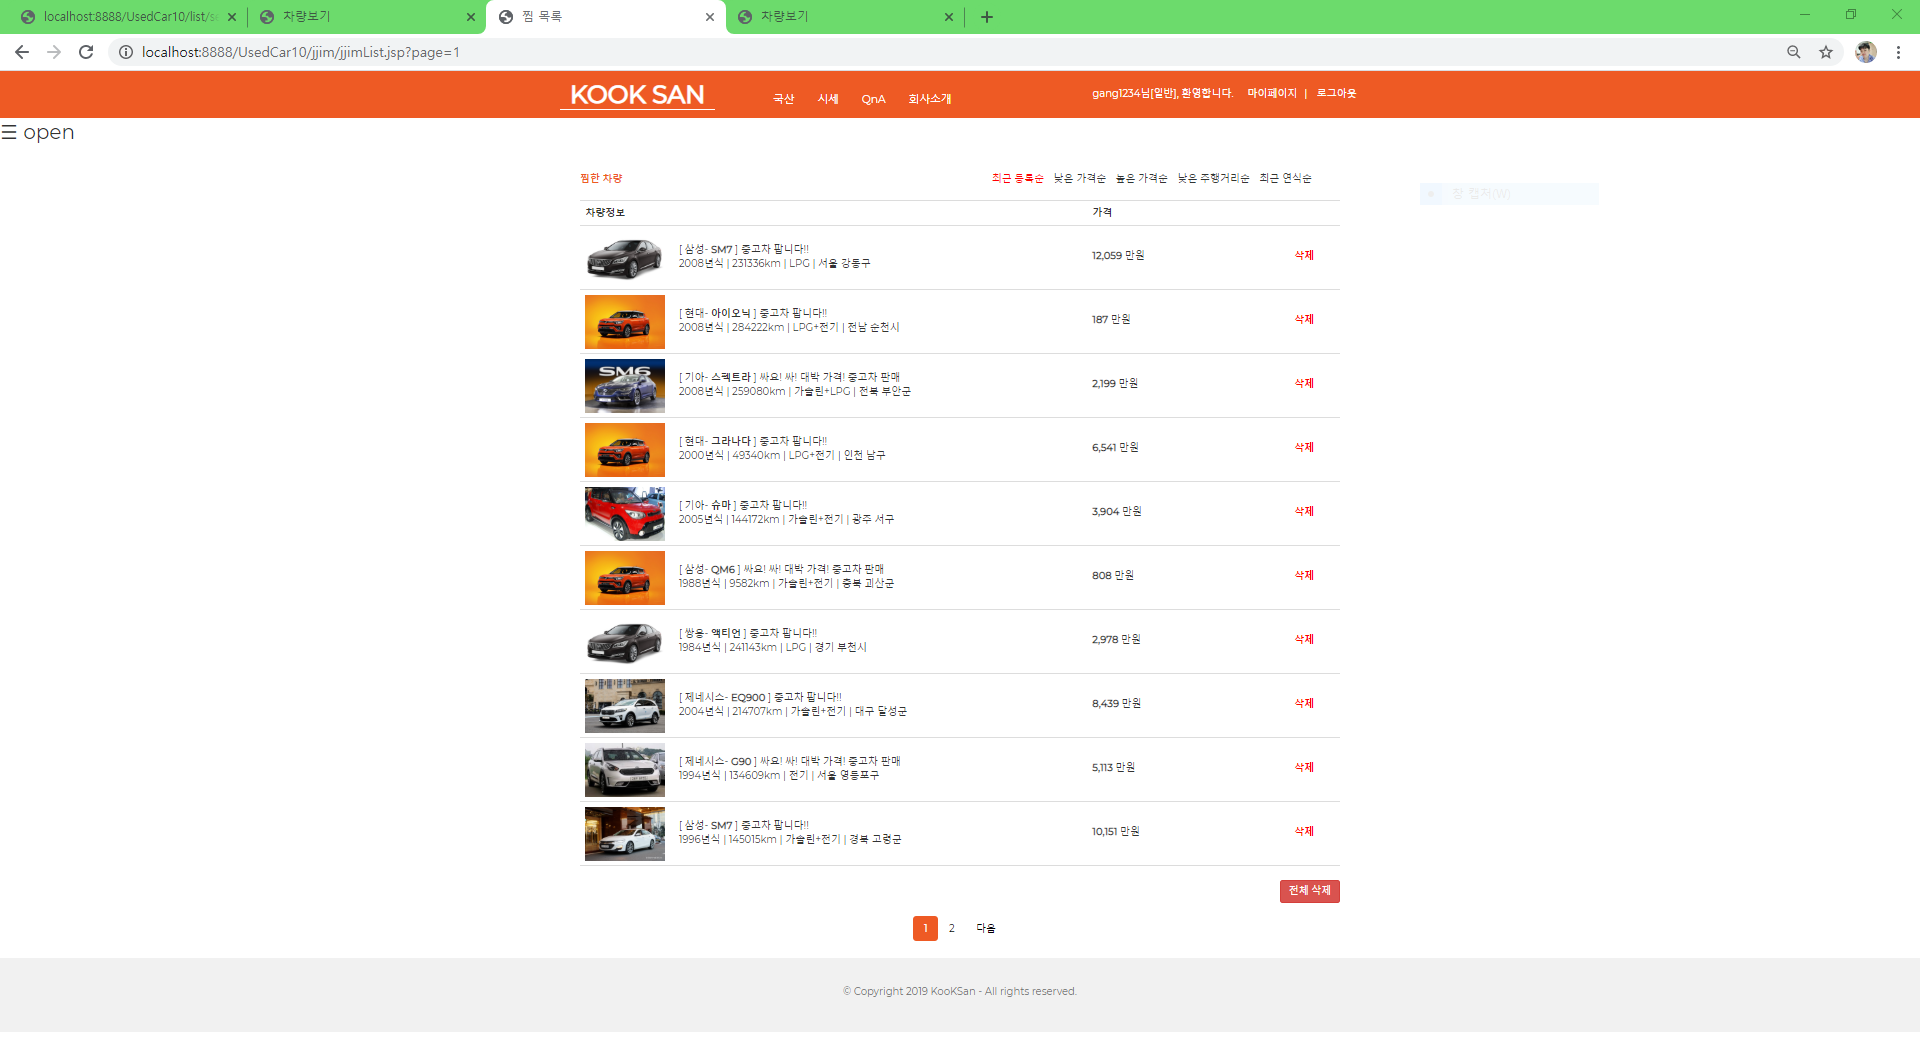 localhost:8888/UsedCar10/list/se
차량보기
찜 목록
차량보기
localhost:8888/UsedCar10/jjim/jjimList.jsp?page=1
KOOK SAN
국산 시세 QnA 회사소개
gang1234님[일반], 환영합니다. 마이페이지 | 로그아웃
☰ open
찜한 차량
최근 등록순 낮은 가격순 높은 가격순 낮은 주행거리순 최근 연식순
창 캡처(W)
차량정보 가격
[ 삼성- SM7 ] 중고차 팝니다!!
2008년식 | 231336km | LPG | 서울 강동구
12,059 만원 삭제
[ 현대- 아이오닉 ] 중고차 팝니다!!
2008년식 | 284222km | LPG+전기 | 전남 순천시
187 만원 삭제
SM6
[ 기아- 스펙트라 ] 싸요! 싸! 대박 가격! 중고차 판매
2008년식 | 259080km | 가솔린+LPG | 전북 부안군
2,199 만원 삭제
[ 현대- 그라나다 ] 중고차 팝니다!!
2000년식 | 49340km | LPG+전기 | 인천 남구
6,541 만원 삭제
[ 기아- 슈마 ] 중고차 팝니다!!
2005년식 | 144172km | 가솔린+전기 | 광주 서구
3,904 만원 삭제
[ 삼성- QM6 ] 싸요! 싸! 대박 가격! 중고차 판매
1988년식 | 9582km | 가솔린+전기 | 충북 괴산군
808 만원 삭제
[ 쌍용- 액티언 ] 중고차 팝니다!!
1984년식 | 241143km | LPG | 경기 부천시
2,978 만원 삭제
[ 제네시스- EQ900 ] 중고차 팝니다!!
2004년식 | 214707km | 가솔린+전기 | 대구 달성군
8,439 만원 삭제
[ 제네시스- G90 ] 싸요! 싸! 대박 가격! 중고차 판매
1994년식 | 134609km | 전기 | 서울 영등포구
5,113 만원 삭제
[ 삼성- SM7 ] 중고차 팝니다!!
1996년식 | 145015km | 가솔린+전기 | 경북 고령군
10,151 만원 삭제
전체 삭제
1 2 다음
© Copyright 2019 KooKSan - All rights reserved.